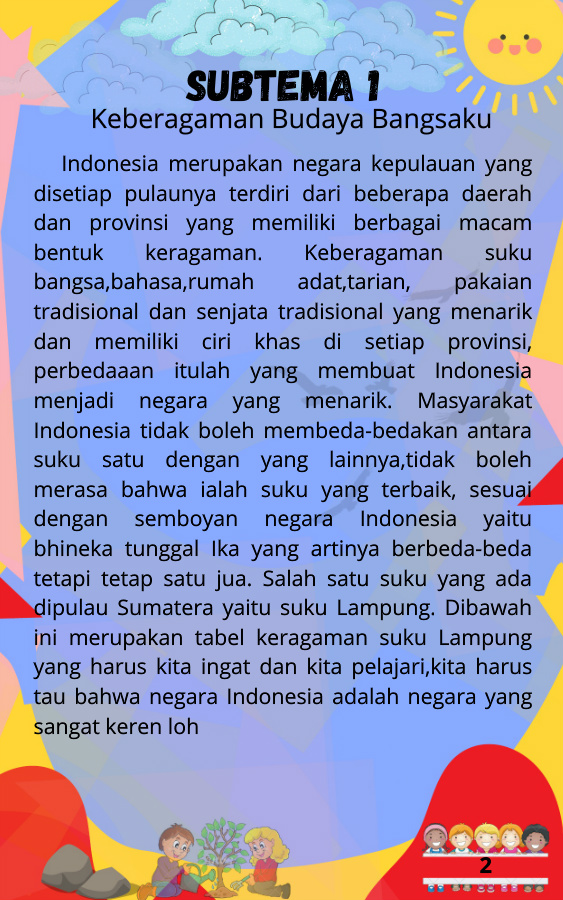 SUBTEMA 1
Keberagaman Budaya Bangsaku
Indonesia merupakan negara kepulauan yang
disetiap pulaunya terdiri dari beberapa daerah
dan provinsi yang memiliki berbagai macam
bentuk keragaman. Keberagaman suku
bangsa,bahasa,rumah adat,tarian, pakaian
tradisional dan senjata tradisional yang menarik
dan memiliki ciri khas di setiap provinsi,
perbedaaan itulah yang membuat Indonesia
menjadi negara yang menarik. Masyarakat
Indonesia tidak boleh membeda-bedakan antara
suku satu dengan yang lainnya,tidak boleh
merasa bahwa ialah suku yang terbaik, sesuai
dengan semboyan negara Indonesia yaitu
bhineka tunggal Ika yang artinya berbeda-beda
tetapi tetap satu jua. Salah satu suku yang ada
dipulau Sumatera yaitu suku Lampung. Dibawah
ini merupakan tabel keragaman suku Lampung
yang harus kita ingat dan kita pelajari,kita harus
tau bahwa negara Indonesia adalah negara yang
sangat keren loh
2